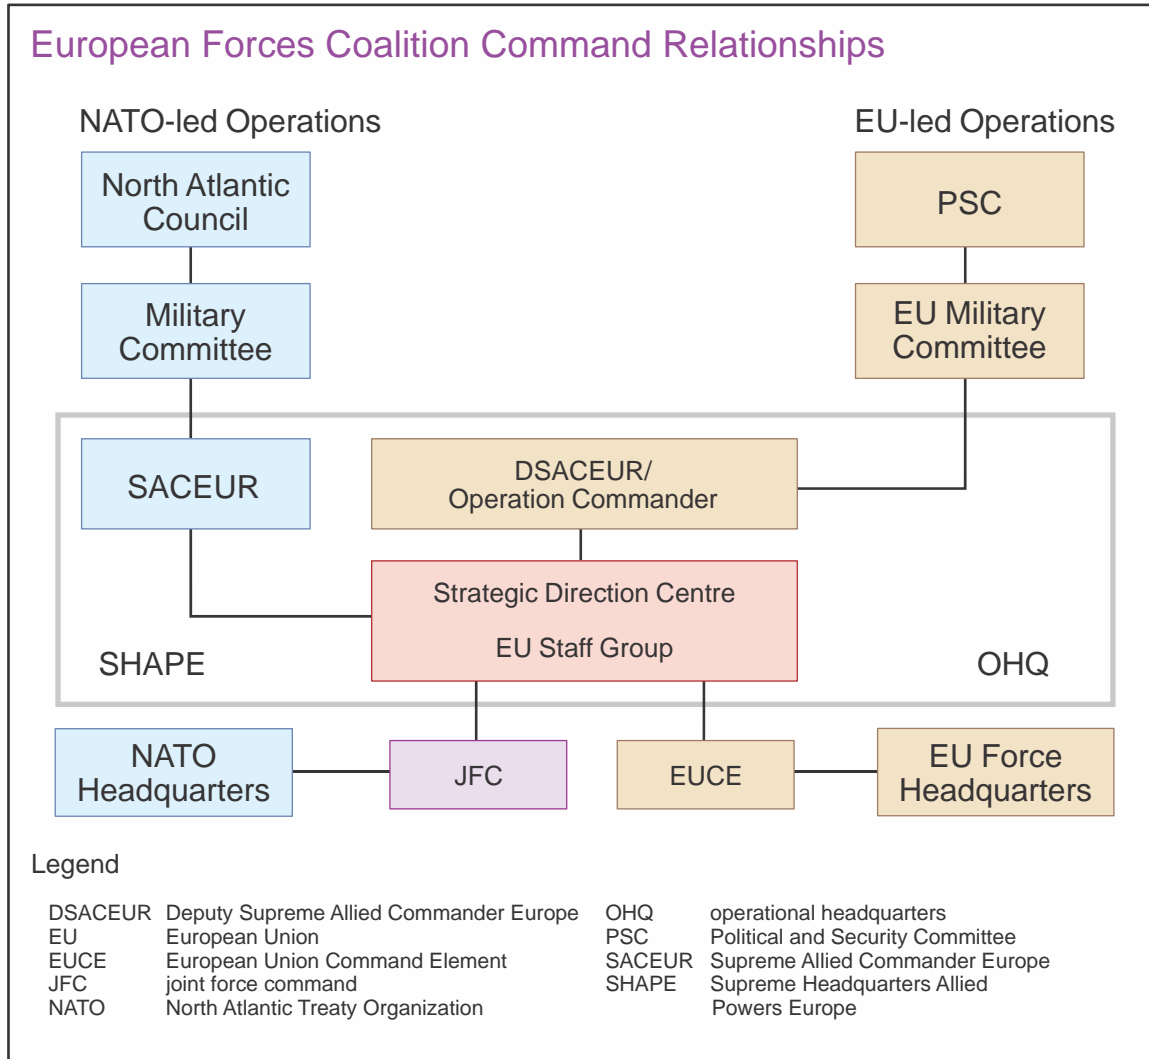 European Forces Coalition Command Relationships
NATO-led Operations
EU-led Operations
North Atlantic
Council
PSC
Military
Committee
EU Military
Committee
SACEUR
DSACEUR/
Operation Commander
Strategic Direction Centre
EU Staff Group
SHAPE
OHQ
NATO
Headquarters
JFC
EUCE
EU Force
Headquarters
Legend
DSACEUR Deputy Supreme Allied Commander Europe
EU European Union
EUCE European Union Command Element
JFC joint force command
NATO North Atlantic Treaty Organization
OHQ operational headquarters
PSC Political and Security Committee
SACEUR Supreme Allied Commander Europe
SHAPE Supreme Headquarters Allied
Powers Europe